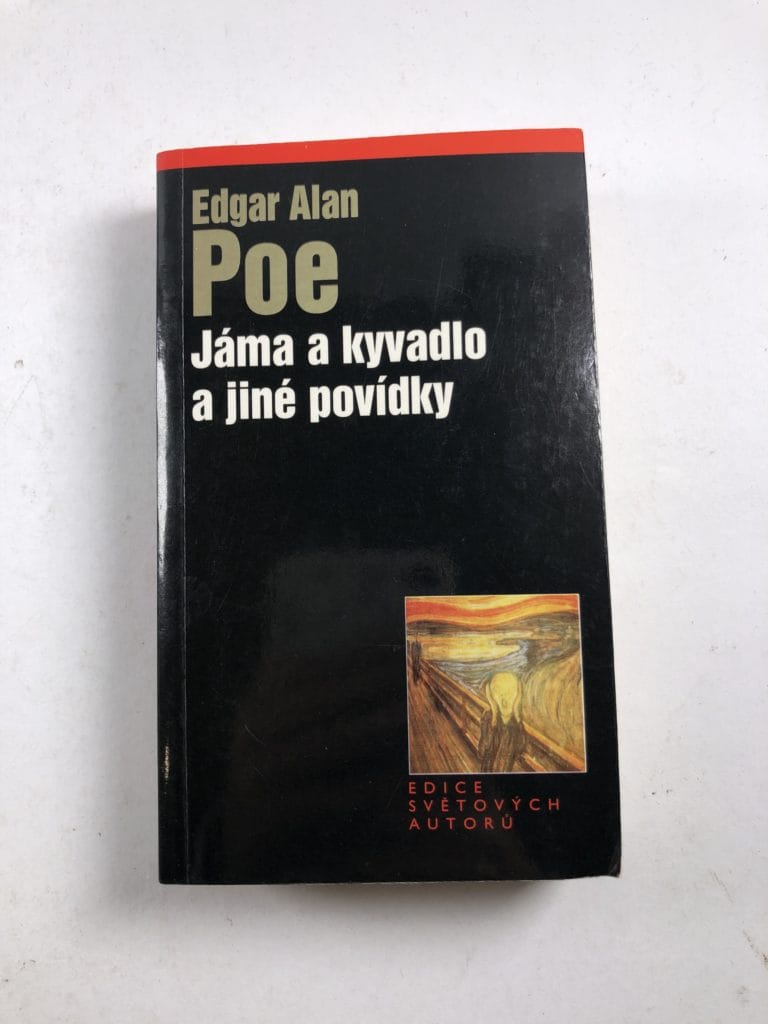 Edgar Alan
Poe
Jáma a kyvadlo
a jiné povídky
EDICE
SVĚTOVÝCH
AUTORŮ